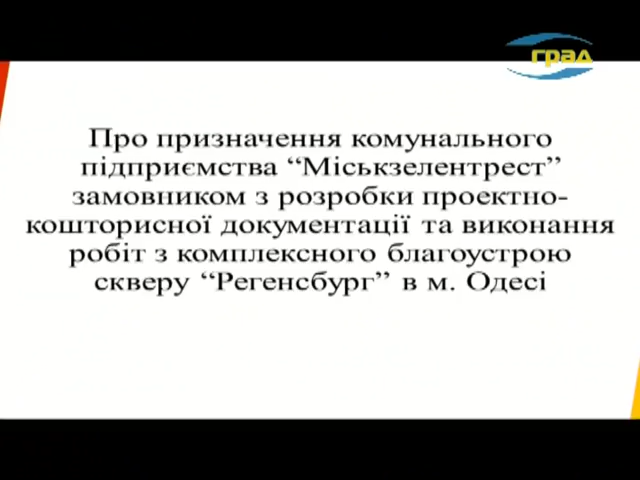 град
Про призначення комунального
підприємства “Міськзелентрест”
замовником з розробки проектно-
кошторисної документації та виконання
робіт з комплексного благоустрою
скверу “Регенсбург” в м. Одесі